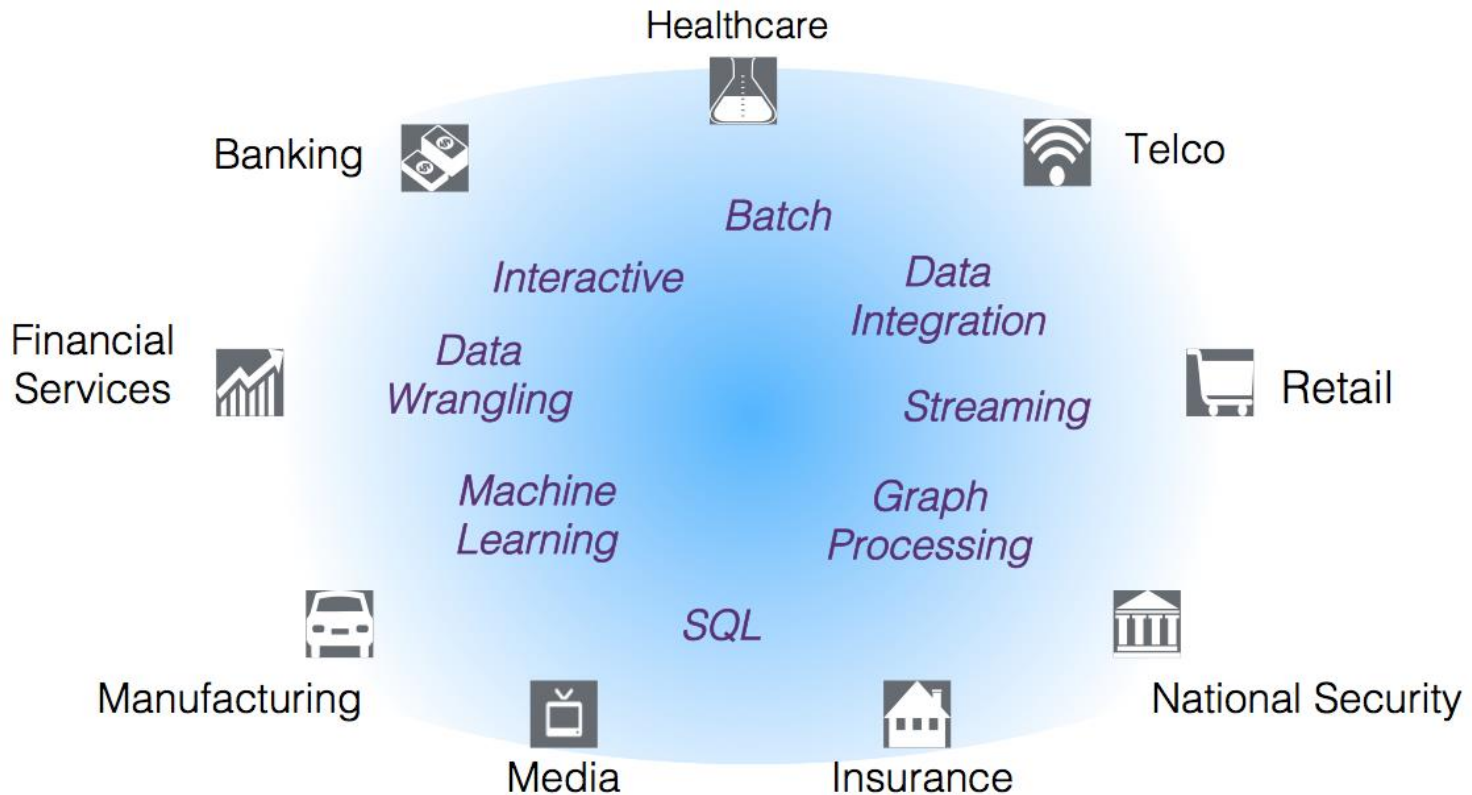 Healthcare
Banking
Telco
Batch
Interactive
Data
Integration
Financial
Services
Data
Wrangling
Streaming
Retail
Machine
Learning
Graph
Processing
SQL
Manufacturing
National Security
Media
Insurance